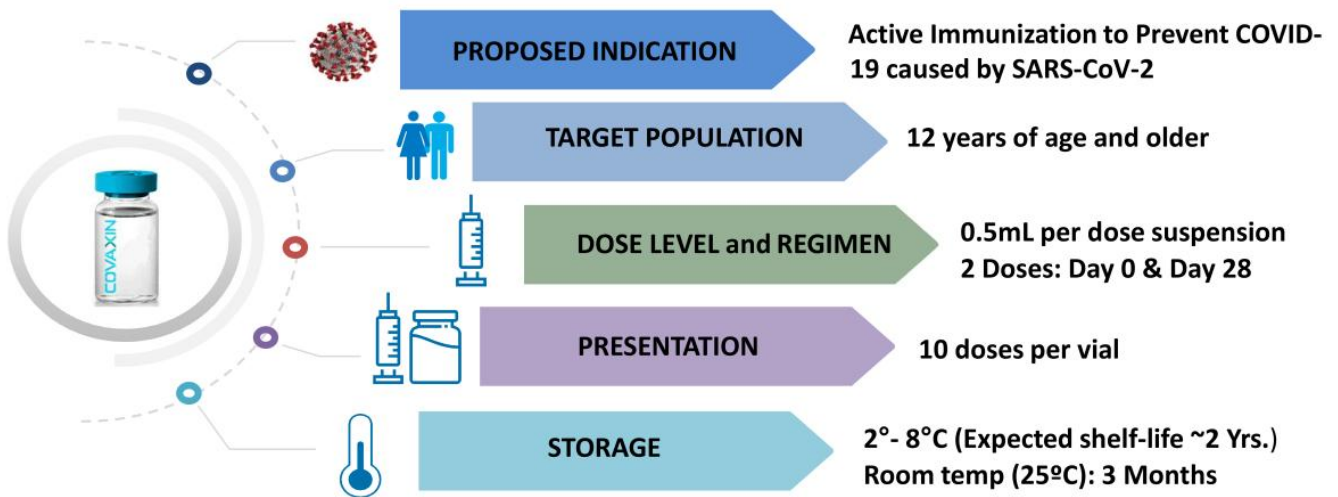 PROPOSED INDICATION
Active Immunization to Prevent COVID-
19 caused by SARS-CoV-2
TARGET POPULATION
12 years of age and older
COVAXIN
DOSE LEVEL and REGIMEN
0.5mL per dose suspension
2 Doses: Day 0 & Day 28
PRESENTATION
10 doses per vial
STORAGE
2°- 8°C (Expected shelf-life ~2 Yrs.)
Room temp (25ºC): 3 Months